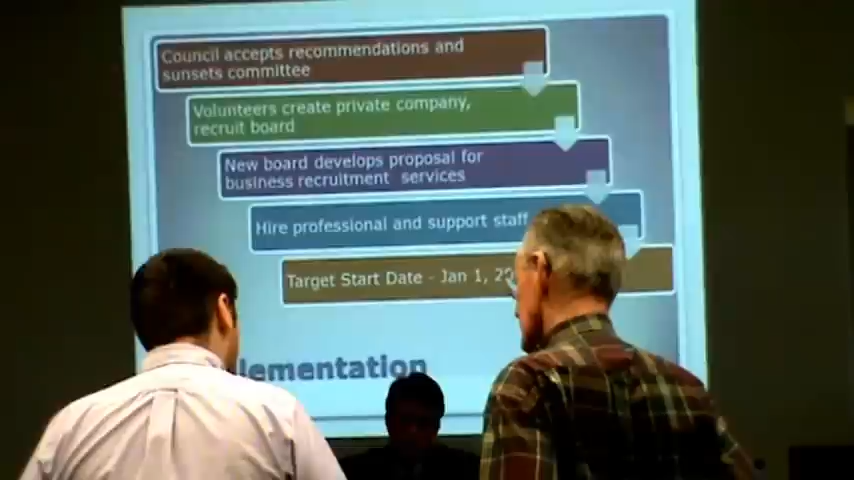 Council accepts recommendations and
sunsets committee
Volunteers create private company,
recruit board
New board develops proposal for
business recruitment services
Hire professional and support staff
Target Start Date - Jan 1, 20
lementation